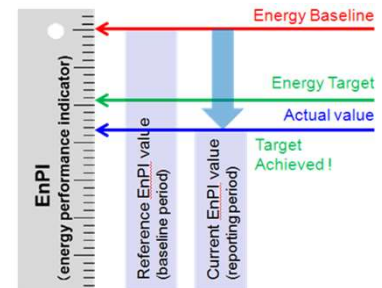 Energy Baseline
Energy Target
Actual value
Target
Achieved !
EnPI
(energy performance indicator)
Reference EnPI value
(baseline period)
Current EnPI value
(reporting period)